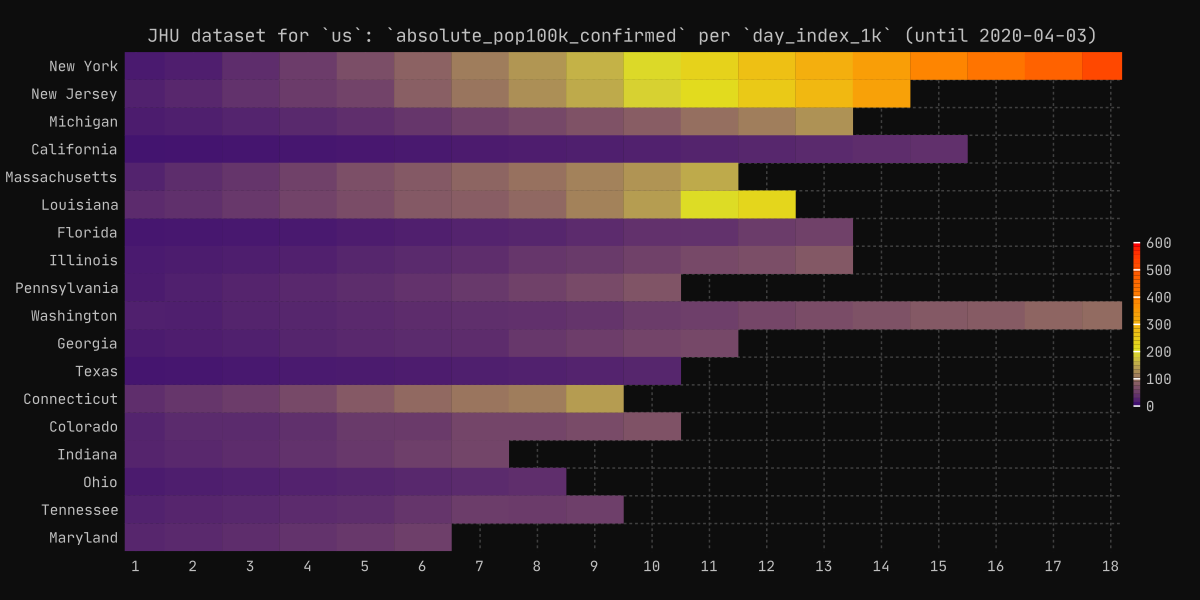 JHU dataset for `us`: `absolute_pop100k_confirmed` per `day_index_1k` (until 2020-04-03)
New York
New Jersey
Michigan
California
Massachusetts
Louisiana
Florida
Illinois
Pennsylvania
Washington
Georgia
Texas
Connecticut
Colorado
Indiana
Ohio
Tennessee
Maryland
1 2 3 4 5 6 7 8 9 10 11 12 13 14 15 16 17 18
600
500
400
300
200
100
0